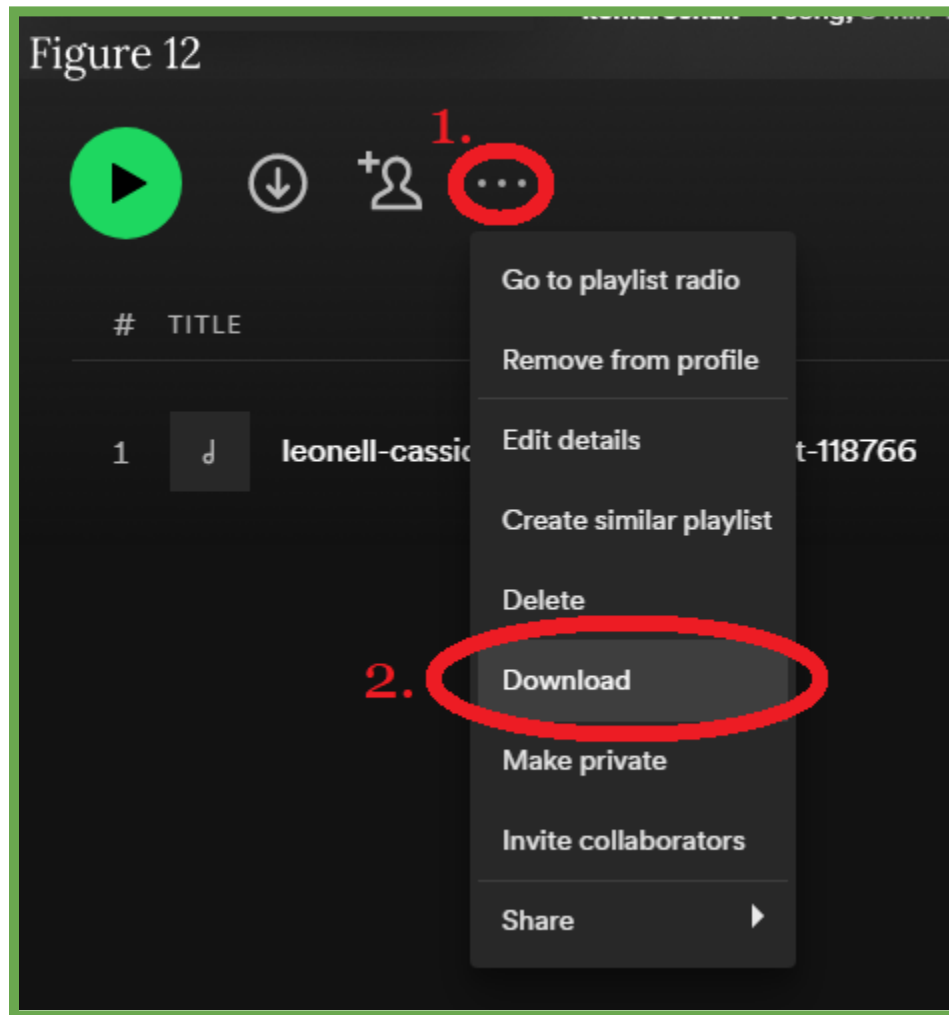 Figure 12
1.
...
Go to playlist radio
# TITLE
Remove from profile
1 leonell-cassio
t-118766
Edit details
Create similar playlist
Delete
2. Download
Make private
Invite collaborators
Share